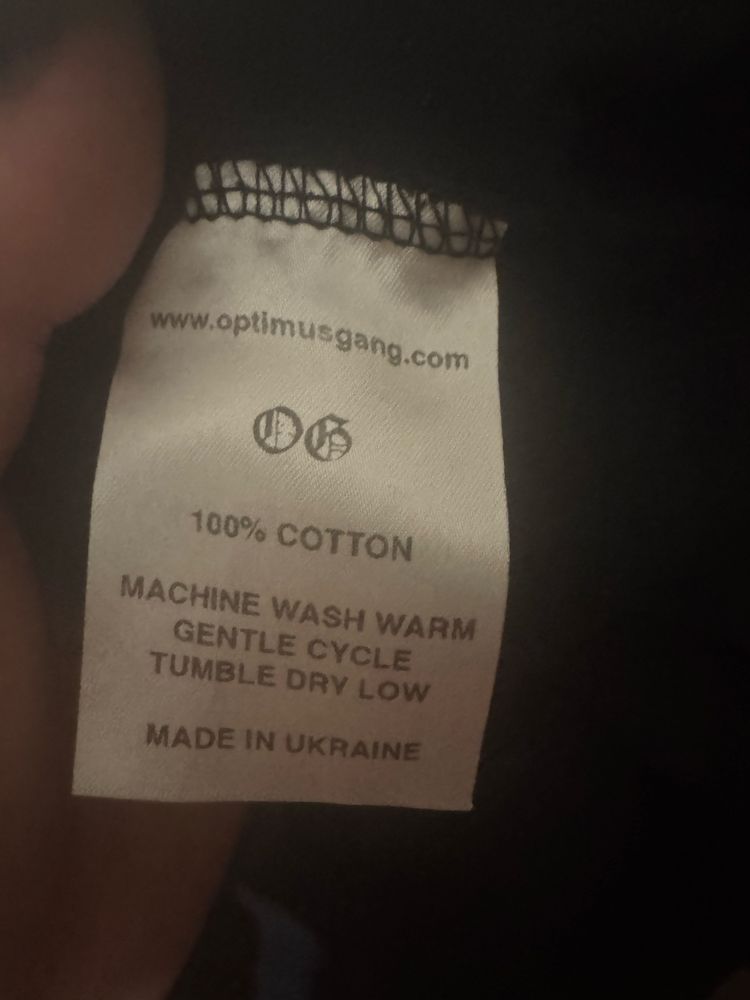 www.optimusgang.com
OG
100% COTTON
MACHINE WASH WARM
GENTLE CYCLE
TUMBLE DRY LOW
MADE IN UKRAINE